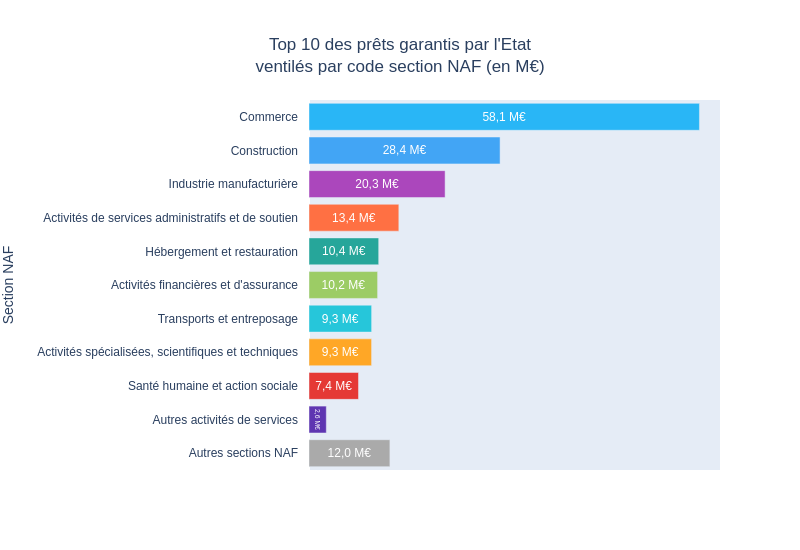 Top 10 des prêts garantis par l'Etat
ventilés par code section NAF (en M€)
Section NAF
Commerce 58,1 M€
Construction 28,4 M€
Industrie manufacturière 20,3 M€
Activités de services administratifs et de soutien 13,4 M€
Hébergement et restauration 10,4 M€
Activités financières et d'assurance 10,2 M€
Transports et entreposage 9,3 M€
Activités spécialisées, scientifiques et techniques 9,3 M€
Santé humaine et action sociale 7,4 M€
Autres activités de services 2,6 M€
Autres sections NAF 12,0 M€